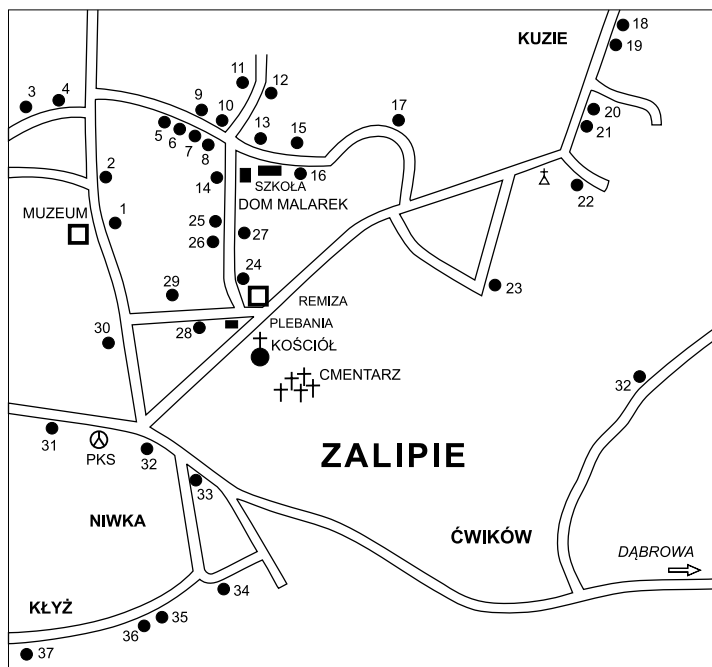 18
KUZIE
19
11
3
4
12
9
10
17
5
6
7
8
13
15
20
21
2
14
16
SZKOŁA
DOM MALAREK
22
MUZEUM
1
25
26
27
24
29
REMIZA
23
PLEBANIA
28
30
KOŚCIÓŁ
CMENTARZ
32
31
PKS
32
ZALIPIE
33
NIWKA
ĆWIKÓW
DĄBROWA
34
KŁYŻ
35
36
37